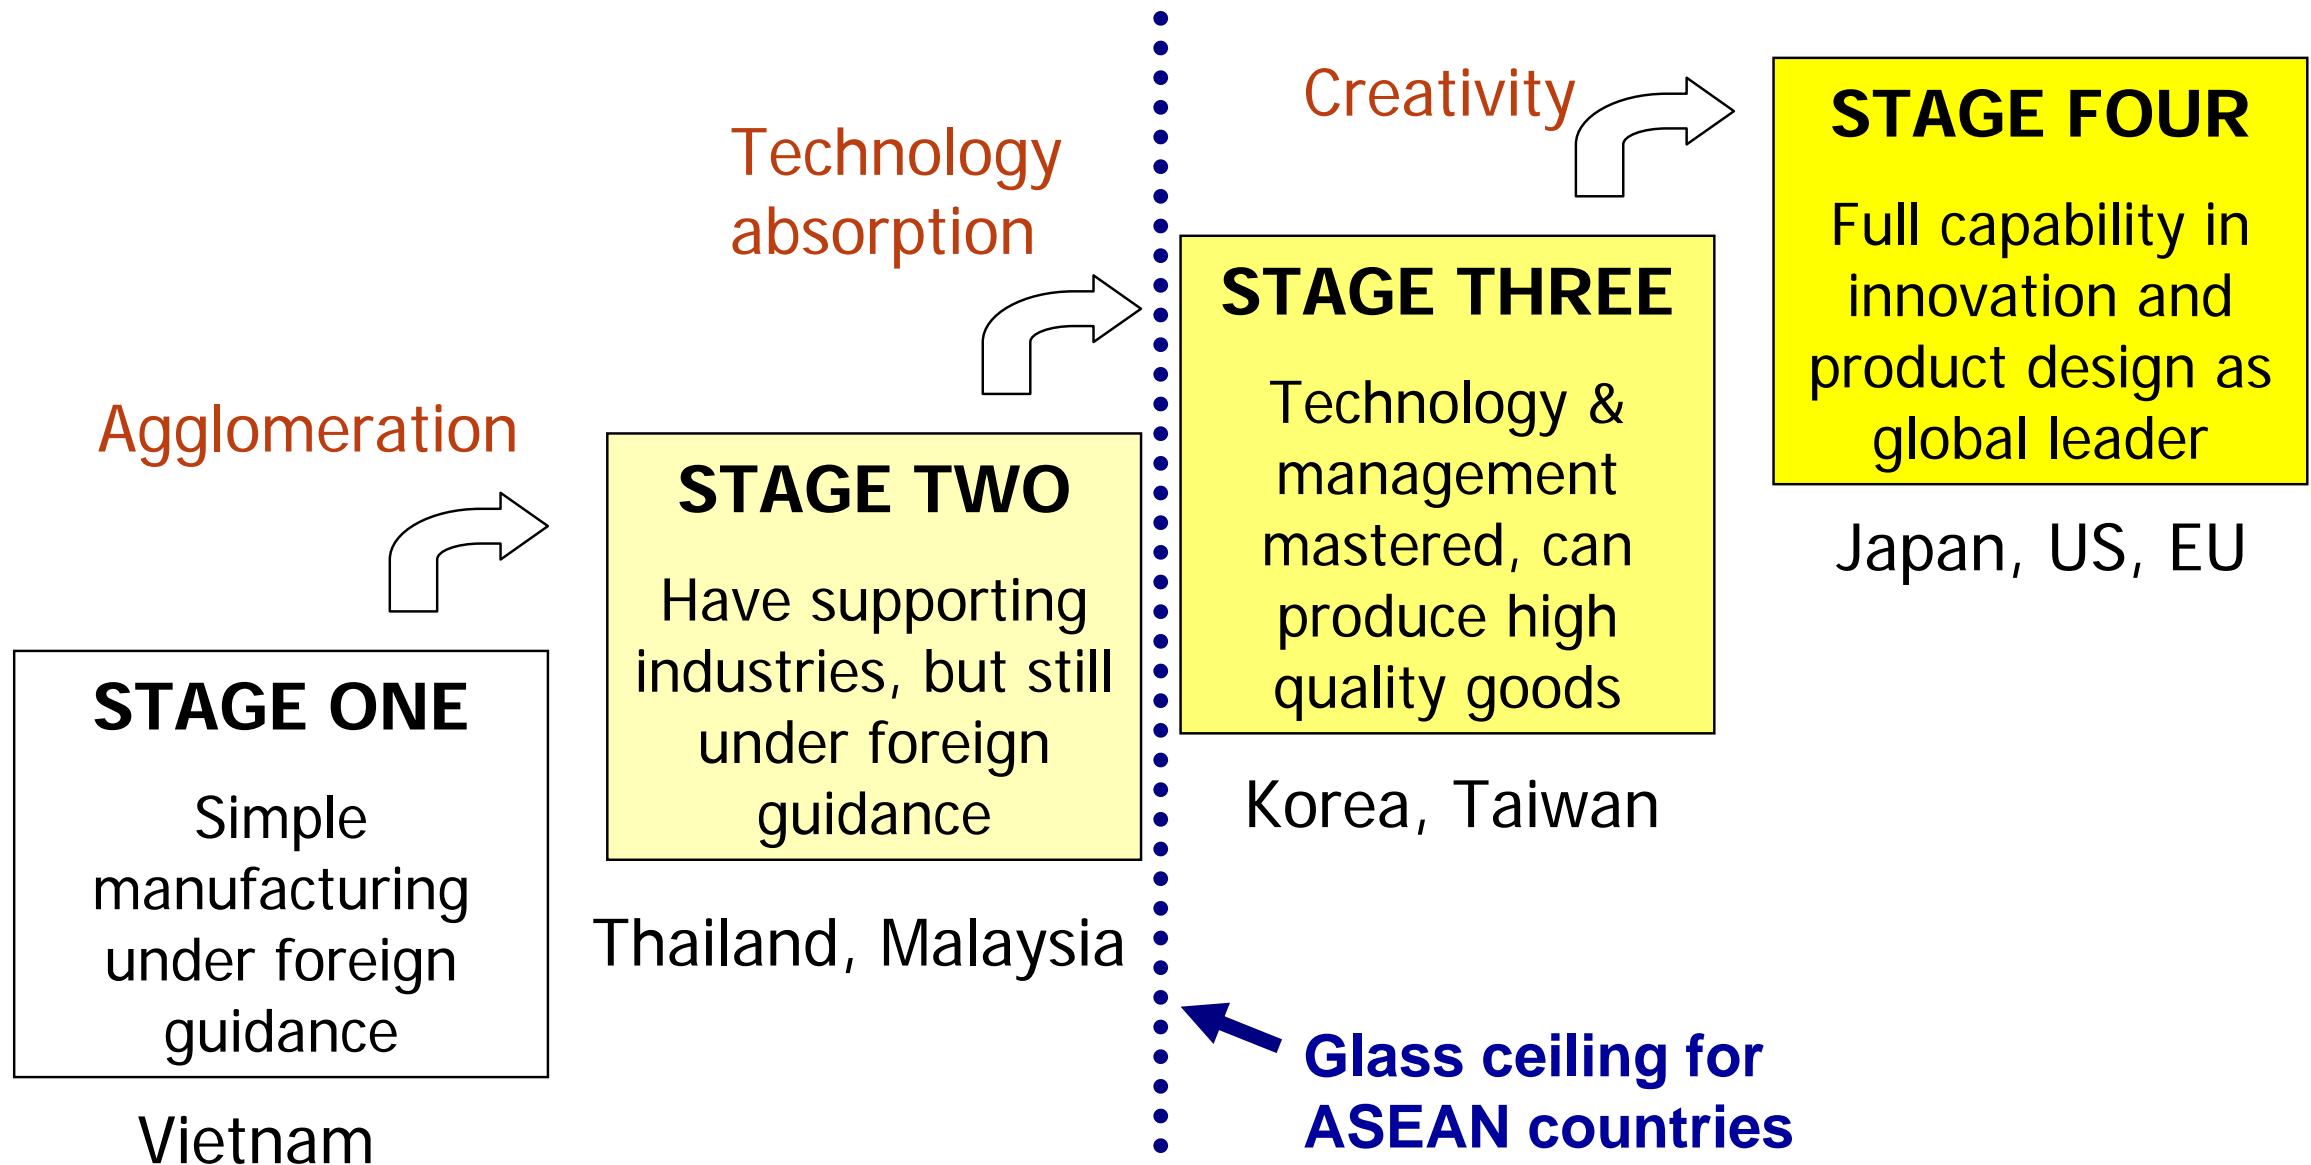 Agglomeration
STAGE ONE
Simple
manufacturing
under foreign
guidance
Vietnam
Technology
absorption
STAGE TWO
Have supporting
industries, but still
under foreign
guidance
Thailand, Malaysia
Creativity
STAGE THREE
Technology &
management
mastered, can
produce high
quality goods
Korea, Taiwan
STAGE FOUR
Full capability in
innovation and
product design as
global leader
Japan, US, EU
Glass ceiling for
ASEAN countries